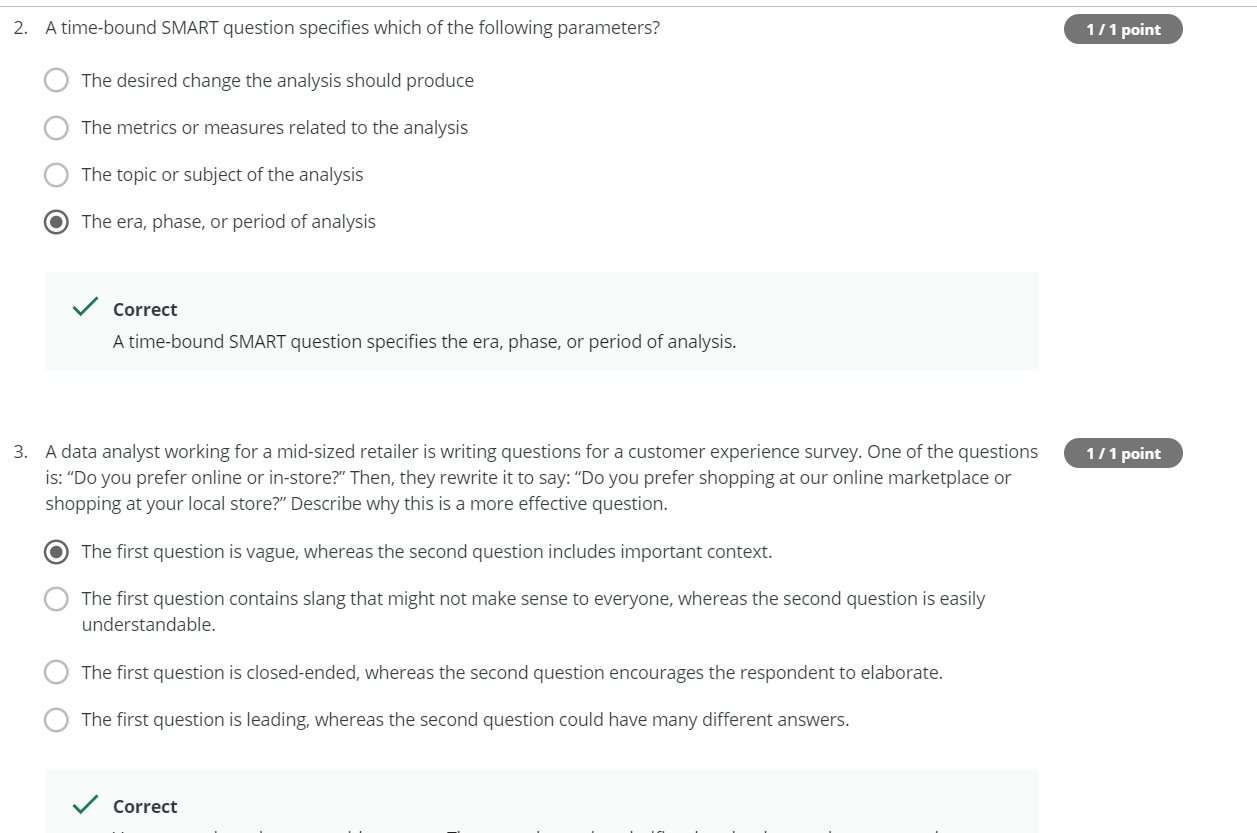 2. A time-bound SMART question specifies which of the following parameters?
1 / 1 point
The desired change the analysis should produce
The metrics or measures related to the analysis
The topic or subject of the analysis
The era, phase, or period of analysis
Correct
A time-bound SMART question specifies the era, phase, or period of analysis.
3. A data analyst working for a mid-sized retailer is writing questions for a customer experience survey. One of the questions
1 / 1 point
is: “Do you prefer online or in-store?” Then, they rewrite it to say: “Do you prefer shopping at our online marketplace or
shopping at your local store?” Describe why this is a more effective question.
The first question is vague, whereas the second question includes important context.
The first question contains slang that might not make sense to everyone, whereas the second question is easily
understandable.
The first question is closed-ended, whereas the second question encourages the respondent to elaborate.
The first question is leading, whereas the second question could have many different answers.
Correct